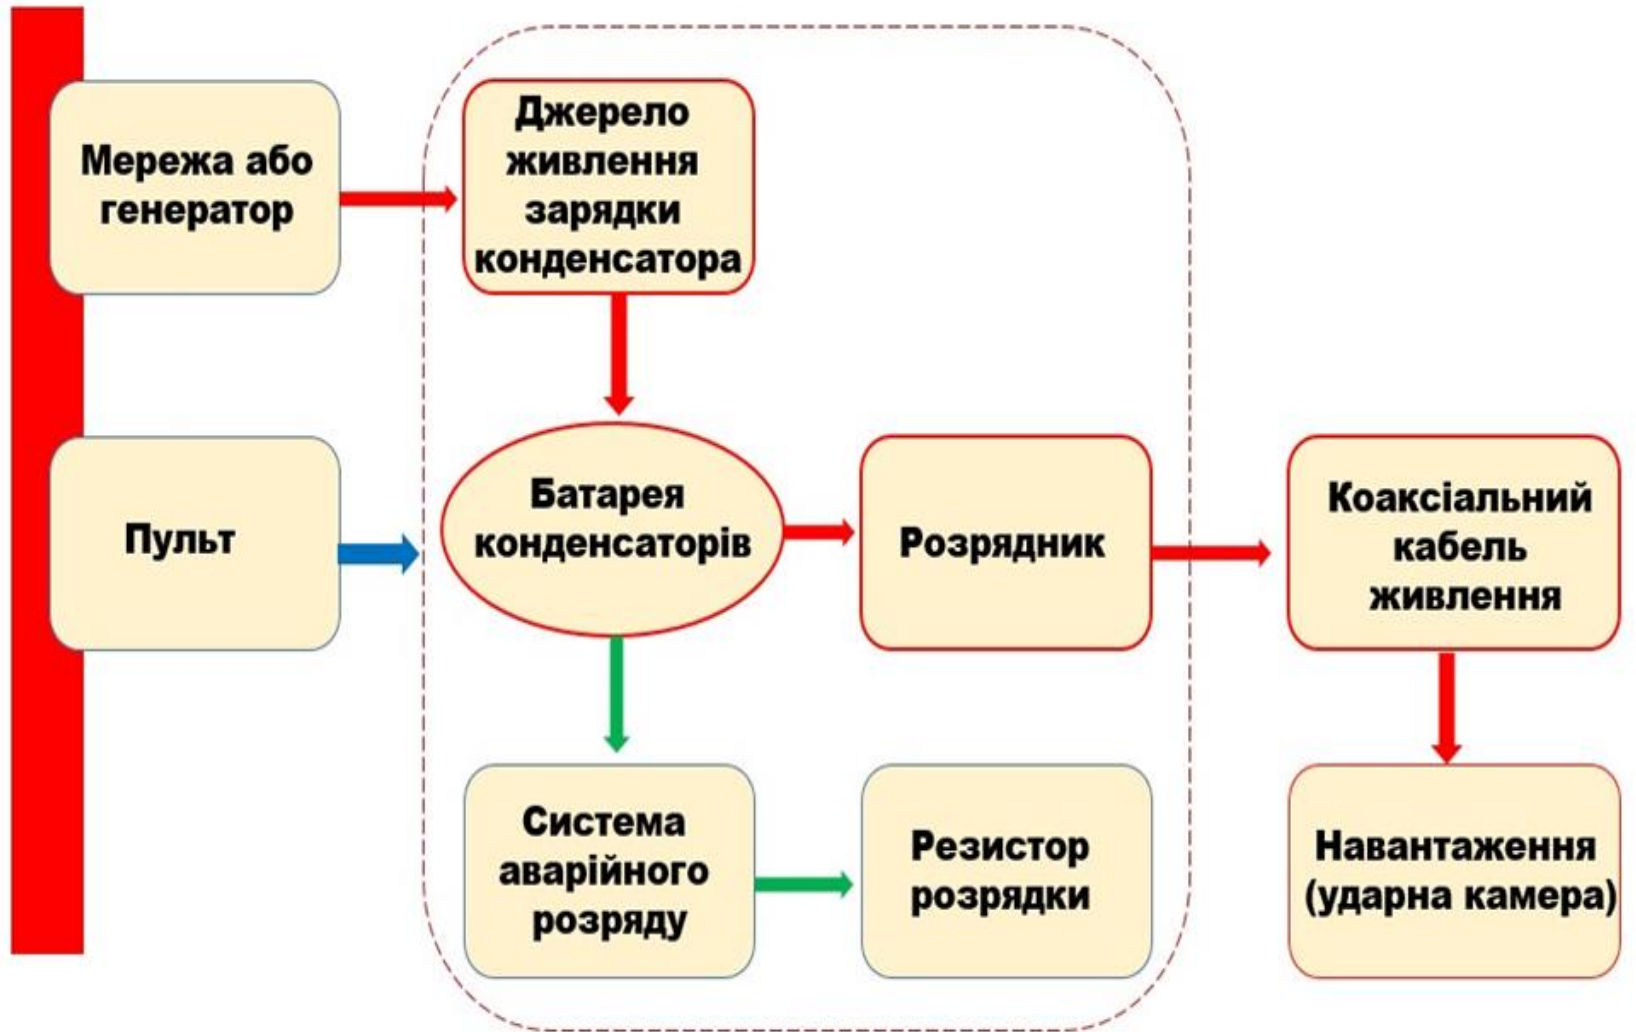 Мережа або
генератор
Джерело
живлення
зарядки
конденсатора
Пульт
Батарея
конденсаторів
Розрядник
Коаксіальний
кабель
живлення
Система
аварійного
розряду
Резистор
розрядки
Навантаження
(ударна камера)